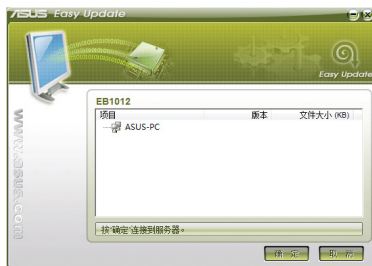 ASUS Easy Update
Easy Update
EB1012
项目 版本 文件大小 (KB)
ASUS-PC
www.asus.com
按"确定"连接到服务器。
确 定 取 消